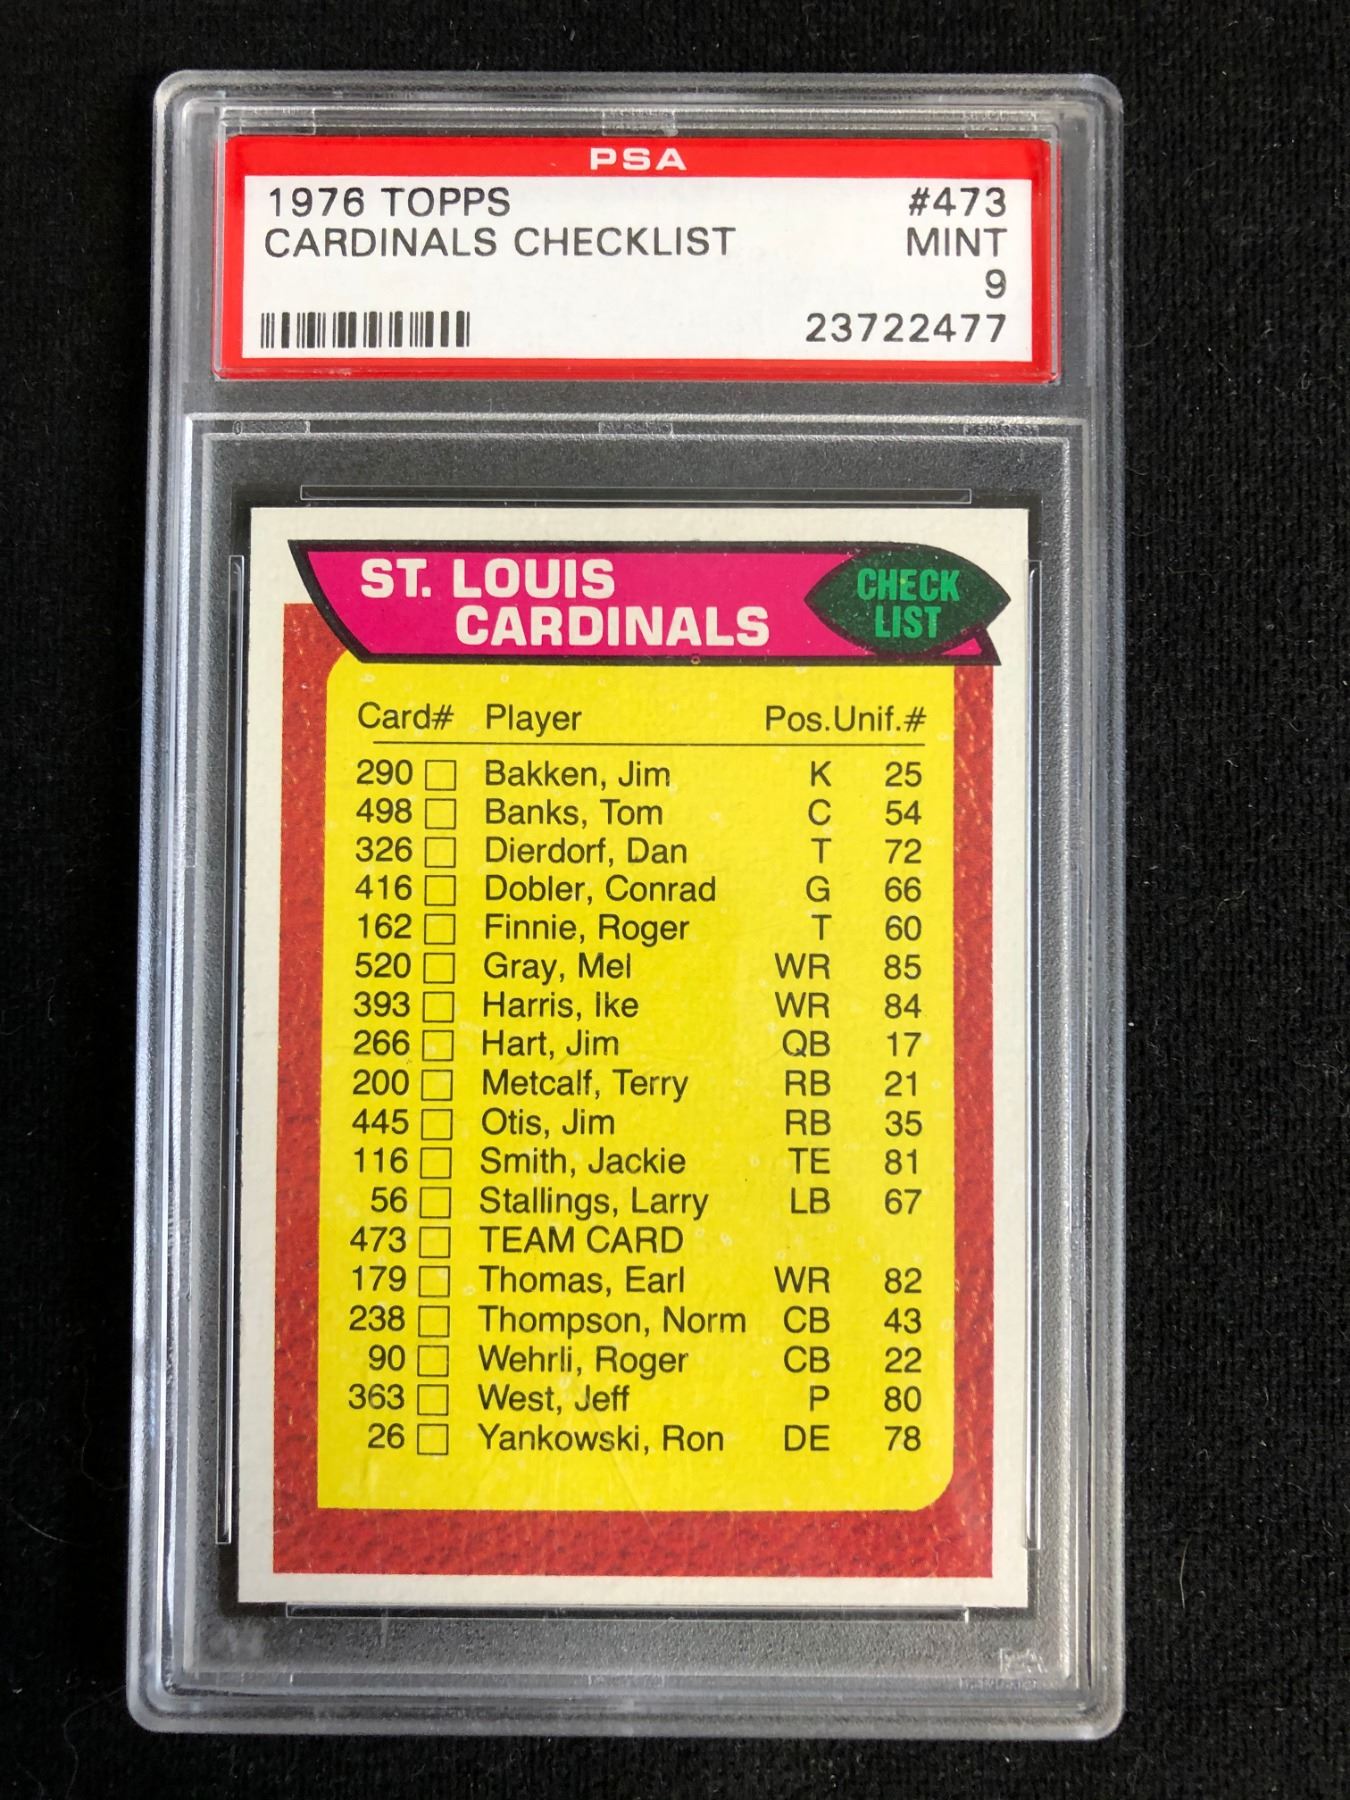 PSA
1976 TOPPS #473
CARDINALS CHECKLIST MINT
9
23722477
ST. LOUIS
CARDINALS
CHECK
LIST
Card# Player Pos. Unif.#
290 Bakken, Jim K 25
498 Banks, Tom C 54
326 Dierdorf, Dan T 72
416 Dobler, Conrad G 66
162 Finnie, Roger T 60
520 Gray, Mel WR 85
393 Harris, Ike WR 84
266 Hart, Jim QB 17
200 Metcalf, Terry RB 21
445 Otis, Jim RB 35
116 Smith, Jackie TE 81
56 Stallings, Larry LB 67
473 TEAM CARD
179 Thomas, Earl WR 82
238 Thompson, Norm CB 43
90 Wehrli, Roger CB 22
363 West, Jeff P 80
26 Yankowski, Ron DE 78